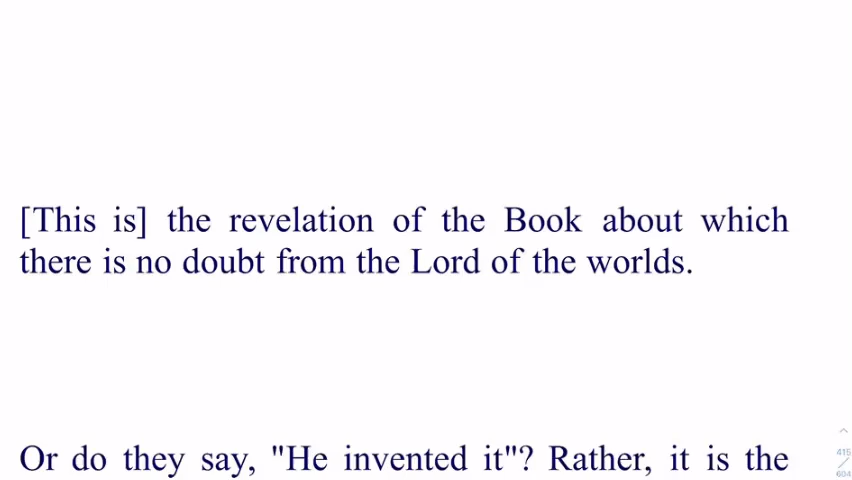 [This is] the revelation of the Book about which
there is no doubt from the Lord of the worlds.
Or do they say, "He invented it"? Rather, it is the
415
/
604